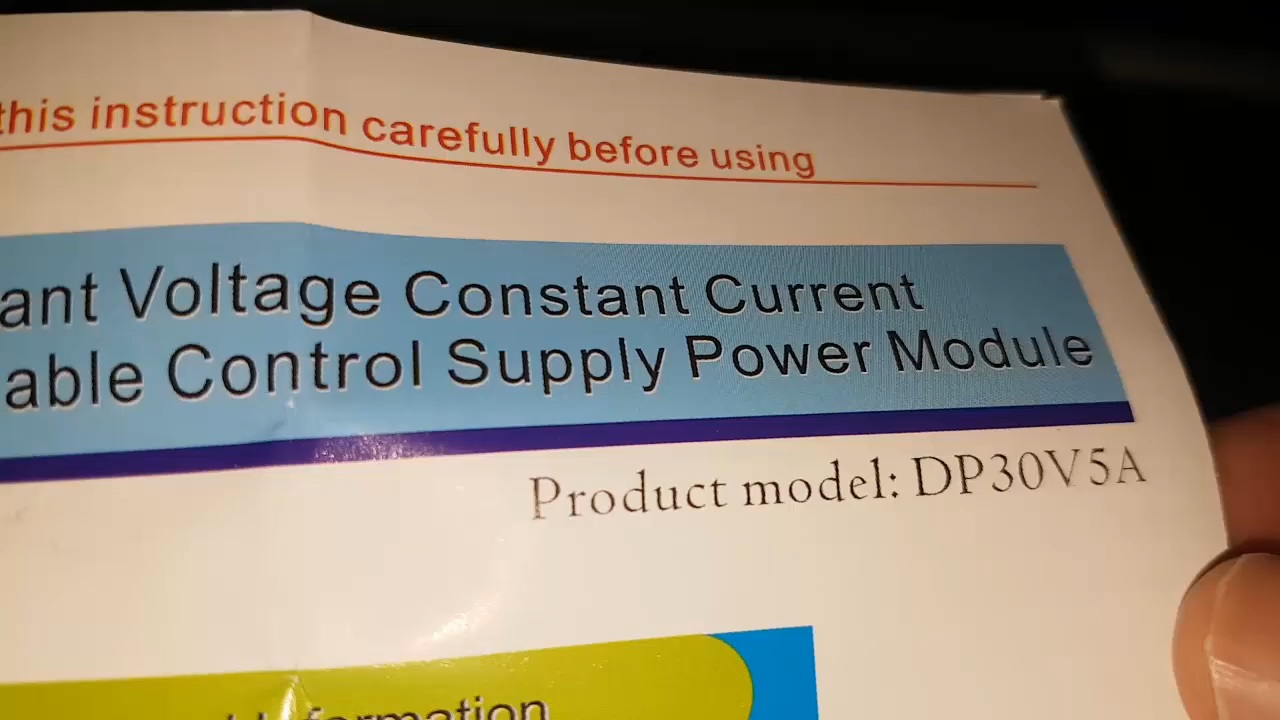 this instruction carefully before using
ant Voltage Constant Current
able Control Supply Power Module
Product model: DP30V5A